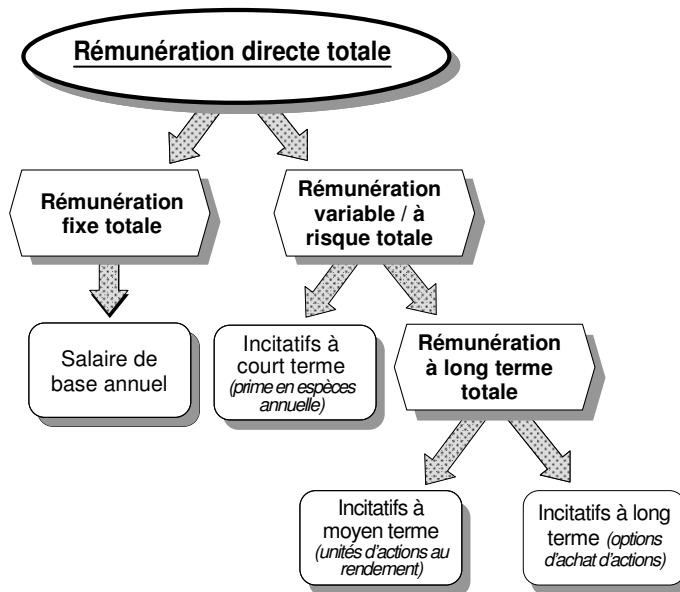 Rémunération directe totale
Rémunération
fixe totale
Rémunération
variable / à
risque totale
Salaire de
base annuel
Incitatifs à
court terme
(prime en espèces
annuelle)
Rémunération
à long terme
totale
Incitatifs à
moyen terme
(unités d'actions au
rendement)
Incitatifs à long
terme (options
d'achat d'actions)